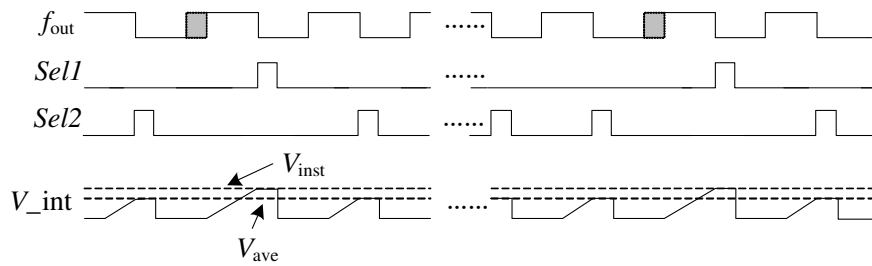 f_out ......
Sel1 ......
Sel2 ......
V_inst
V_int ......
V_ave